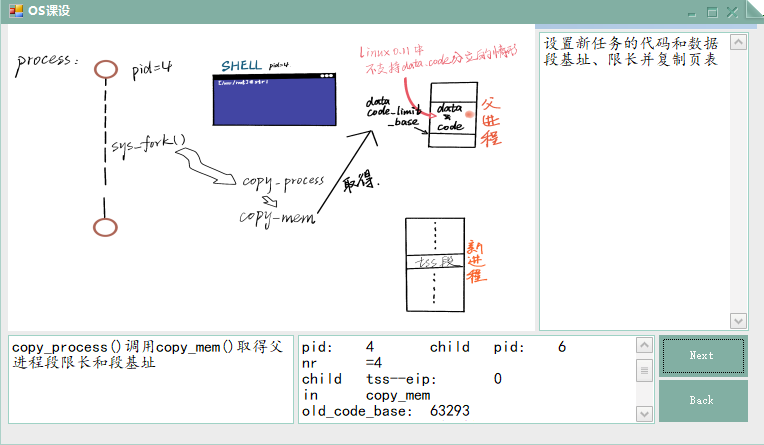 OS课设
process:
pid=4
SHELL pid=4
Linux0.11中
不支持data,code分立的情形
data
code_limit
_base
data
&
code
父进程
sys_fork()
copy_process
copy_mem
取得.
tss段
新进程
设置新任务的代码和数据
段基址、限长并复制页表
copy_process()调用copy_mem()取得父
进程段限长和段基址
pid: 4 child pid: 6
nr =4
child tss--eip: 0
in copy_mem
old_code_base: 63293
Next
Back